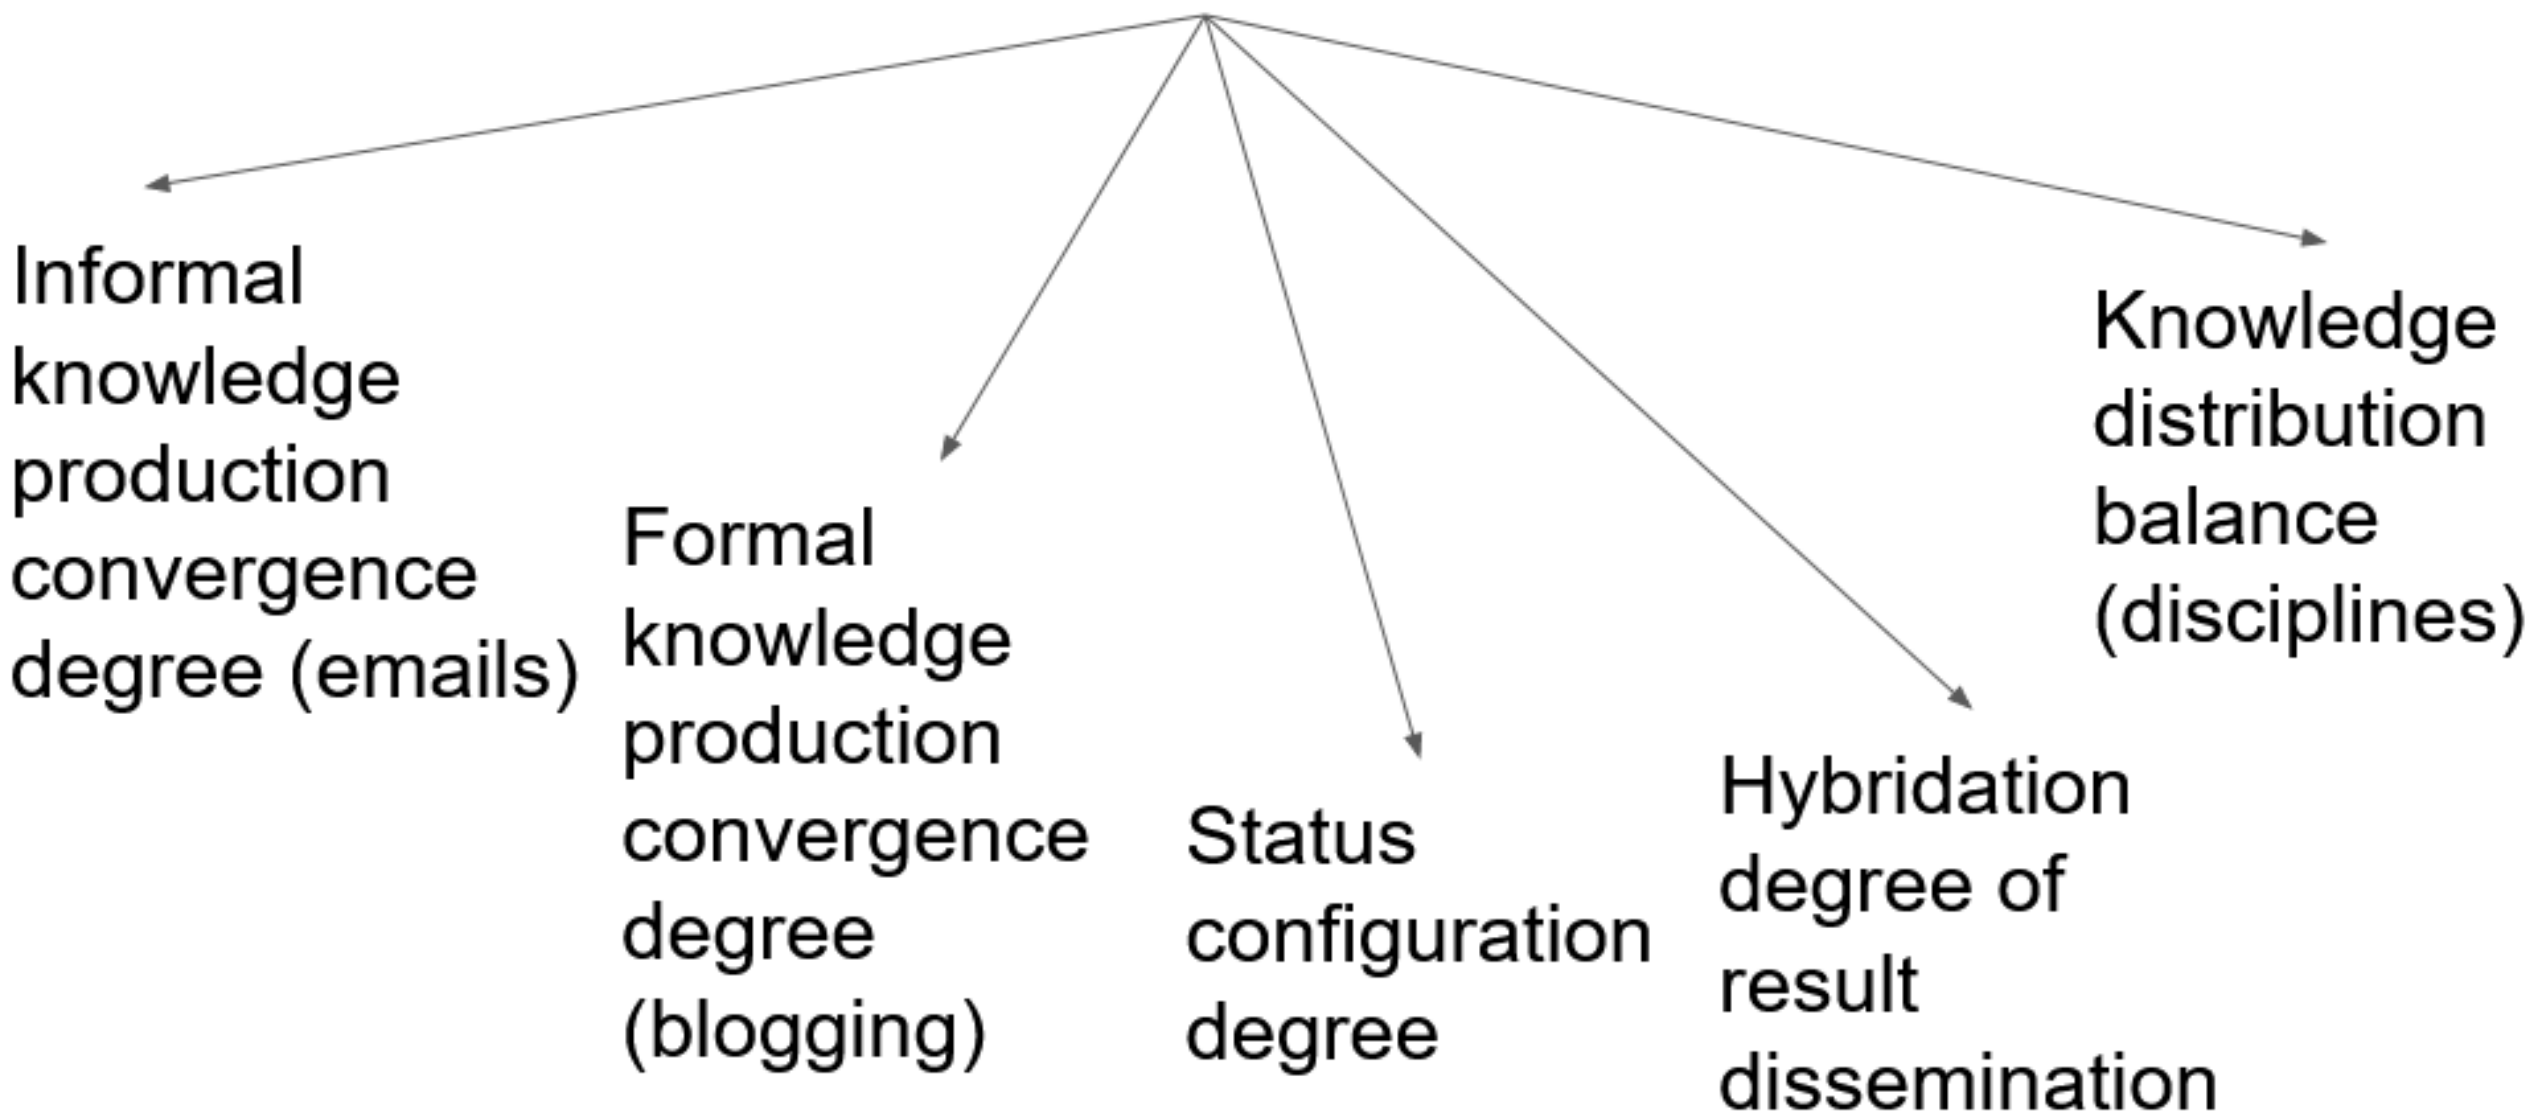 Informal
knowledge
production
convergence
degree (emails)
Formal
knowledge
production
convergence
degree
(blogging)
Status
configuration
degree
Hybridation
degree of
result
dissemination
Knowledge
distribution
balance
(disciplines)